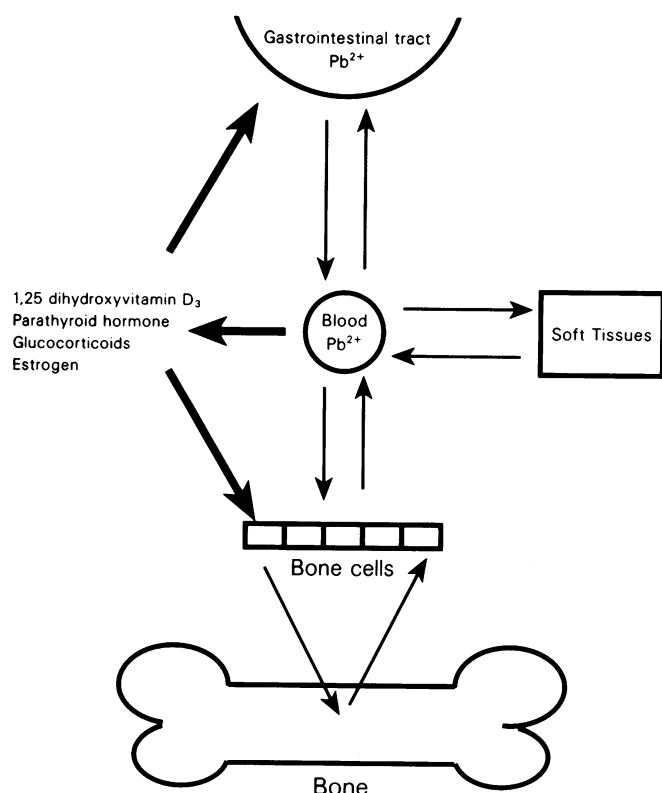 Gastrointestinal tract
Pb²⁺
1,25 dihydroxyvitamin D₃
Parathyroid hormone
Glucocorticoids
Estrogen
Blood
Pb²⁺
Soft Tissues
Bone cells
Bone